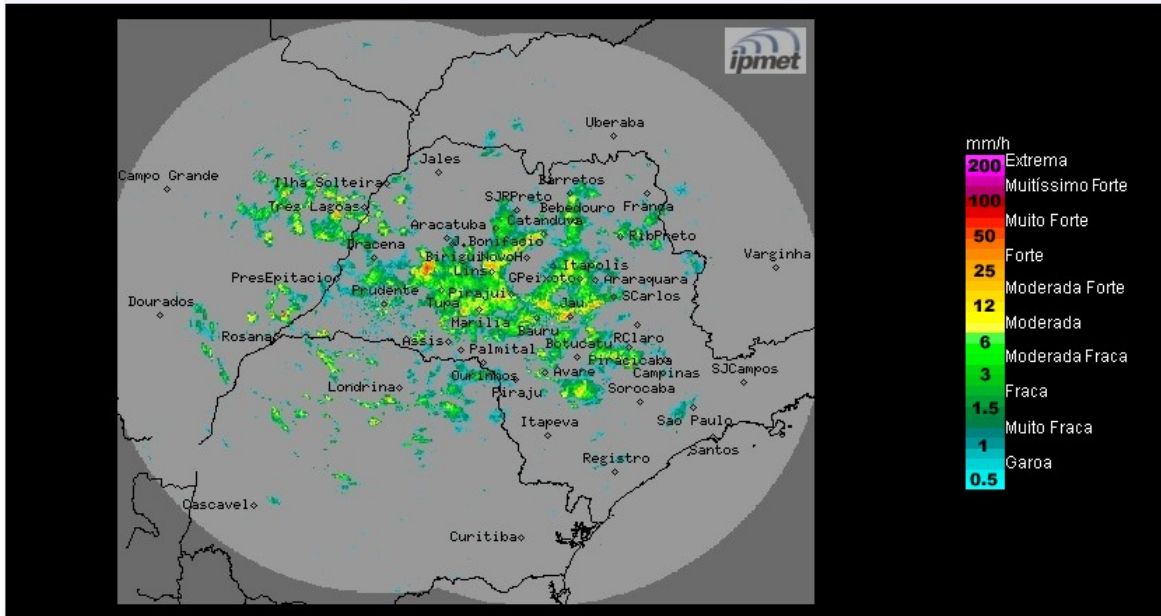 ipmet
Uberaba
Jales
Campo Grande
Ilha Solteira
Barretos
SJRPreto
Tres Lagoas
Bebedouro
Franca
Aracatuba
Catanduva
Dracena
J.Bonifacio
RibPreto
Varginha
Birigui
NovoH
PresEpitacio
Lins
GPeixoto
Itapolis
Araraquara
Prudente
Tupa
Pirajui
Jau
SCarlos
Dourados
Marilia
Bauru
Rosana
Assis
Palmital
Botucatu
RClaro
Piracicaba
Londrina
Ourinhos
Avare
Campinas
SJCampos
Piraju
Sorocaba
Itapeva
Sao Paulo
Registro
Santos
Cascavel
Curitiba
mm/h
200 Extrema
Muitíssimo Forte
100
Muito Forte
50
Forte
25
Moderada Forte
12
Moderada
6
Moderada Fraca
3
Fraca
1.5
Muito Fraca
1
Garoa
0.5